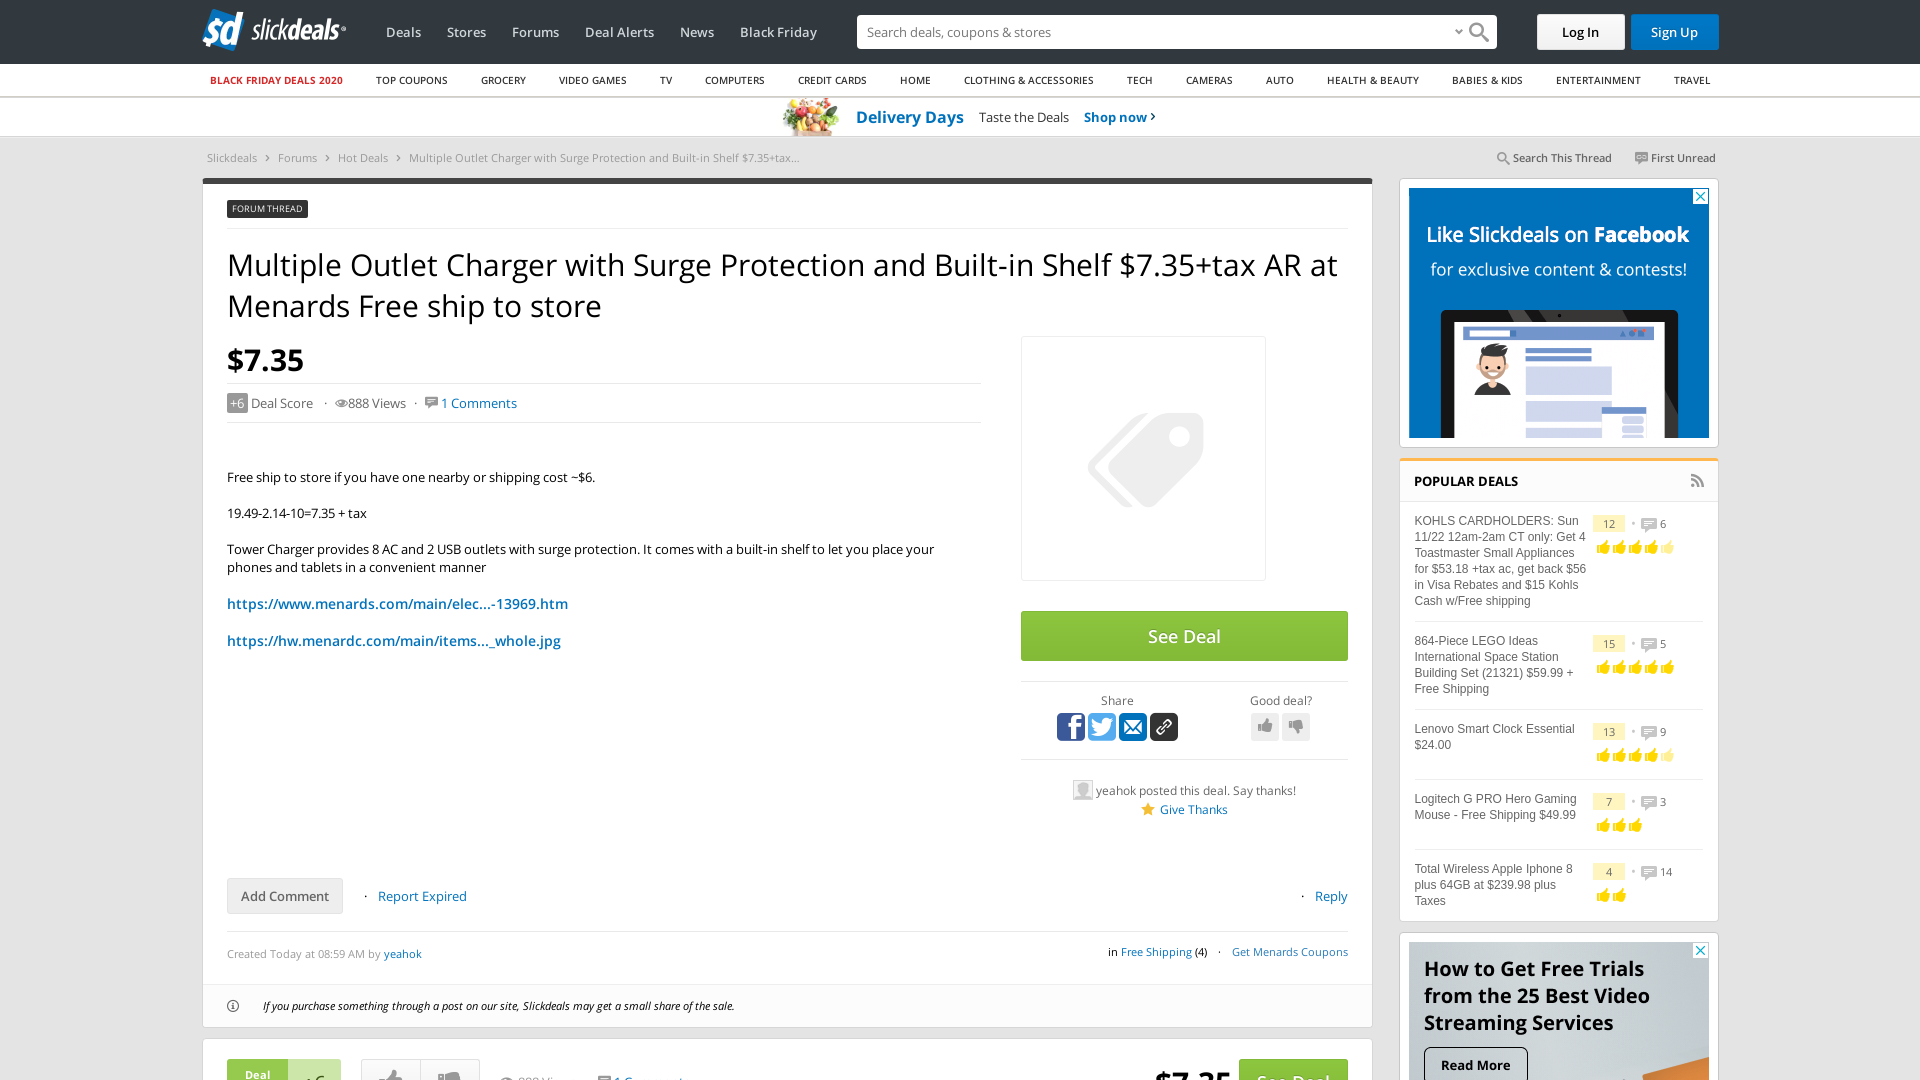 slickdeals
Deals
Stores
Forums
Deal Alerts
News
Black Friday
Search deals, coupons & stores
Log In
Sign Up
BLACK FRIDAY DEALS 2020
TOP COUPONS
GROCERY
VIDEO GAMES
TV
COMPUTERS
CREDIT CARDS
HOME
CLOTHING & ACCESSORIES
TECH
CAMERAS
AUTO
HEALTH & BEAUTY
BABIES & KIDS
ENTERTAINMENT
TRAVEL
Delivery Days Taste the Deals Shop now ›
Slickdeals › Forums › Hot Deals › Multiple Outlet Charger with Surge Protection and Built-in Shelf $7.35+tax...
Search This Thread
First Unread
FORUM THREAD
Multiple Outlet Charger with Surge Protection and Built-in Shelf $7.35+tax AR at
Menards Free ship to store
$7.35
+6 Deal Score · 888 Views · 1 Comments
Free ship to store if you have one nearby or shipping cost ~$6.
19.49-2.14-10=7.35 + tax
Tower Charger provides 8 AC and 2 USB outlets with surge protection. It comes with a built-in shelf to let you place your
phones and tablets in a convenient manner
https://www.menards.com/main/elec...-13969.htm
https://hw.menardc.com/main/items..._whole.jpg
See Deal
Share
Good deal?
yeahok posted this deal. Say thanks!
Give Thanks
Add Comment · Report Expired
· Reply
Created Today at 08:59 AM by yeahok
in Free Shipping (4) · Get Menards Coupons
If you purchase something through a post on our site, Slickdeals may get a small share of the sale.
Deal
$7.35
See Deal
Like Slickdeals on Facebook
for exclusive content & contests!
POPULAR DEALS
KOHLS CARDHOLDERS: Sun
11/22 12am-2am CT only: Get 4
Toastmaster Small Appliances
for $53.18 +tax ac, get back $56
in Visa Rebates and $15 Kohls
Cash w/Free shipping
12 • 6
864-Piece LEGO Ideas
International Space Station
Building Set (21321) $59.99 +
Free Shipping
15 • 5
Lenovo Smart Clock Essential
$24.00
13 • 9
Logitech G PRO Hero Gaming
Mouse - Free Shipping $49.99
7 • 3
Total Wireless Apple Iphone 8
plus 64GB at $239.98 plus
Taxes
4 • 14
How to Get Free Trials
from the 25 Best Video
Streaming Services
Read More